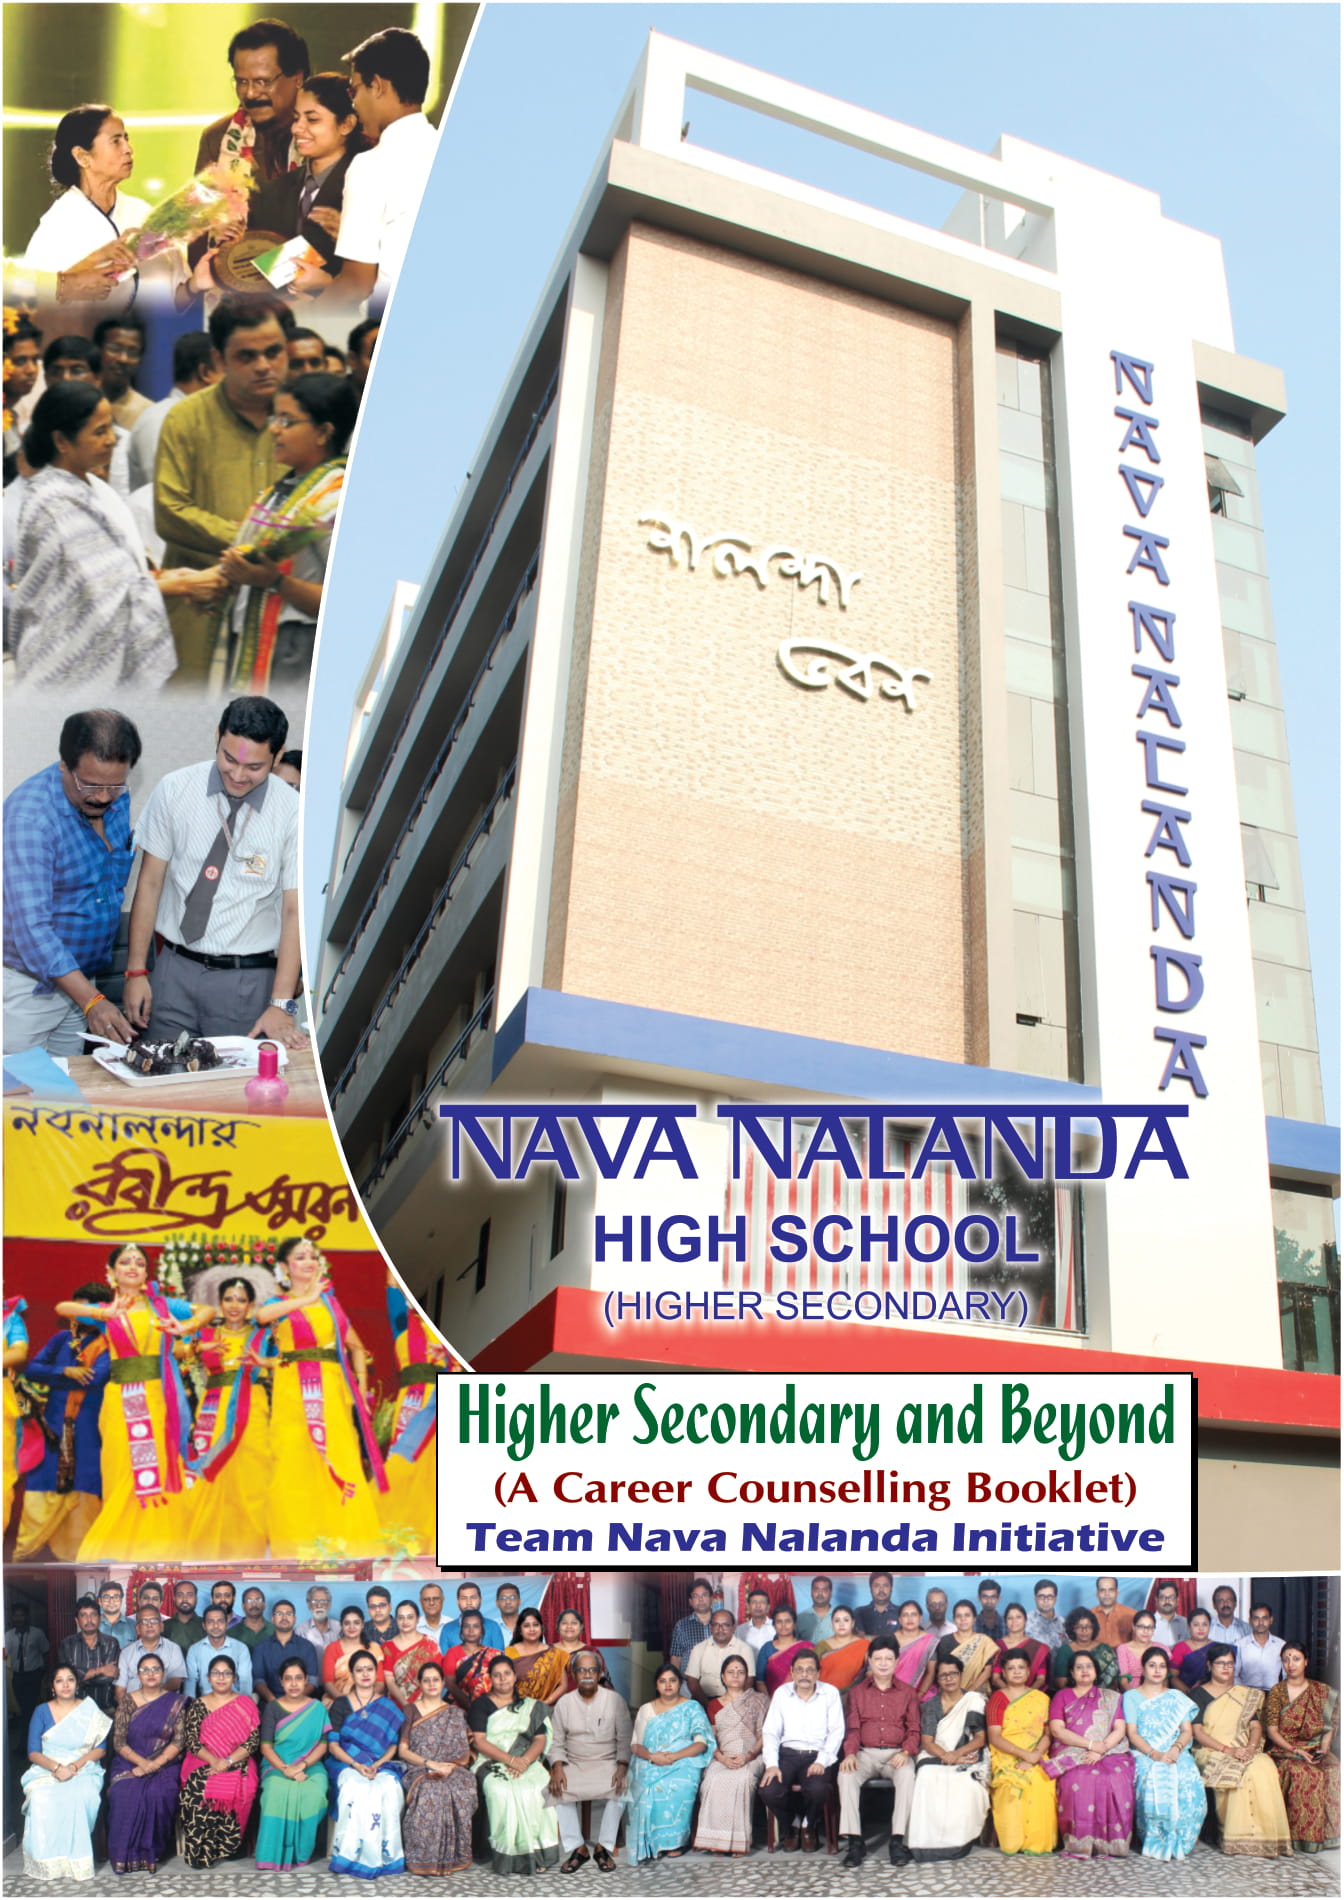 নালন্দা
ভবন
NAVA NALANDA
নবনালন্দার
রবীন্দ্র স্মরণ
NAVA NALANDA
HIGH SCHOOL
(HIGHER SECONDARY)
Higher Secondary and Beyond
(A Career Counselling Booklet)
Team Nava Nalanda Initiative